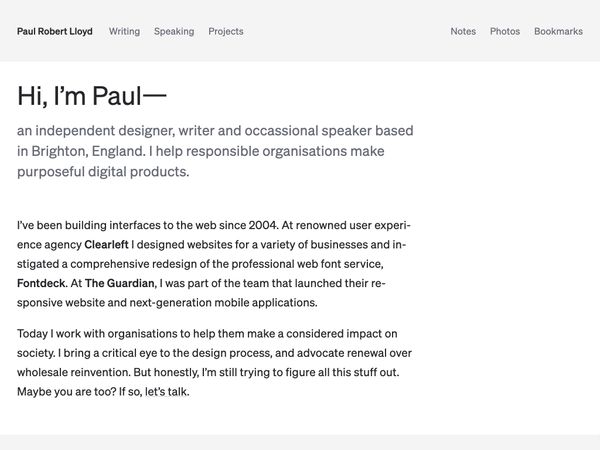 Paul Robert Lloyd Writing Speaking Projects Notes Photos Bookmarks
Hi, I’m Paul—
an independent designer, writer and occassional speaker based
in Brighton, England. I help responsible organisations make
purposeful digital products.
I’ve been building interfaces to the web since 2004. At renowned user experi-
ence agency Clearleft I designed websites for a variety of businesses and in-
stigated a comprehensive redesign of the professional web font service,
Fontdeck. At The Guardian, I was part of the team that launched their re-
sponsive website and next-generation mobile applications.
Today I work with organisations to help them make a considered impact on
society. I bring a critical eye to the design process, and advocate renewal over
wholesale reinvention. But honestly, I’m still trying to figure all this stuff out.
Maybe you are too? If so, let’s talk.